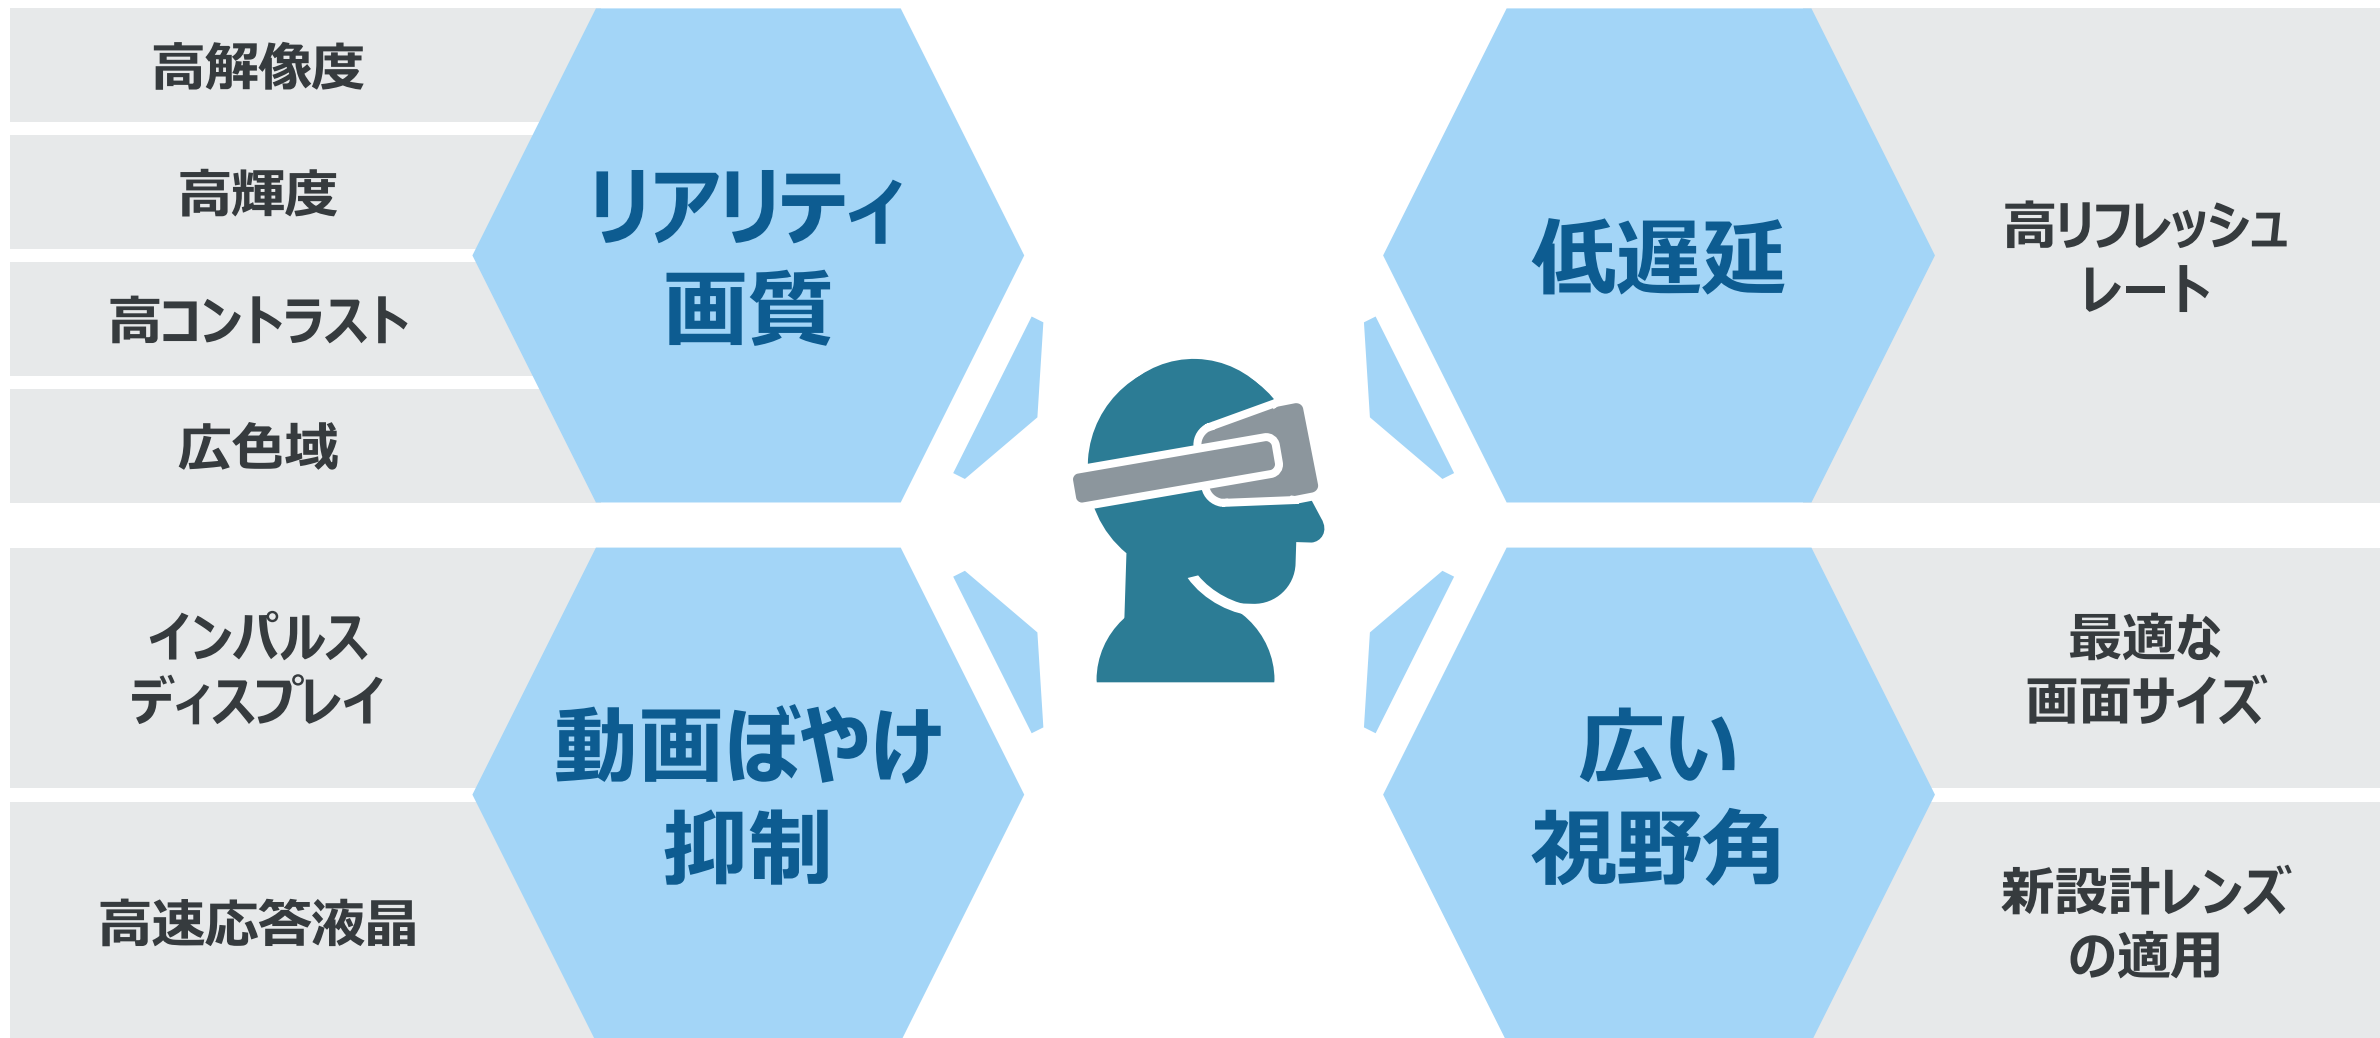 高解像度
高輝度
高コントラスト
広色域
リアリティ
画質
低遅延
高リフレッシュ
レート
インパルス
ディスプレイ
高速応答液晶
動画ぼやけ
抑制
広い
視野角
最適な
画面サイズ
新設計レンズ
の適用